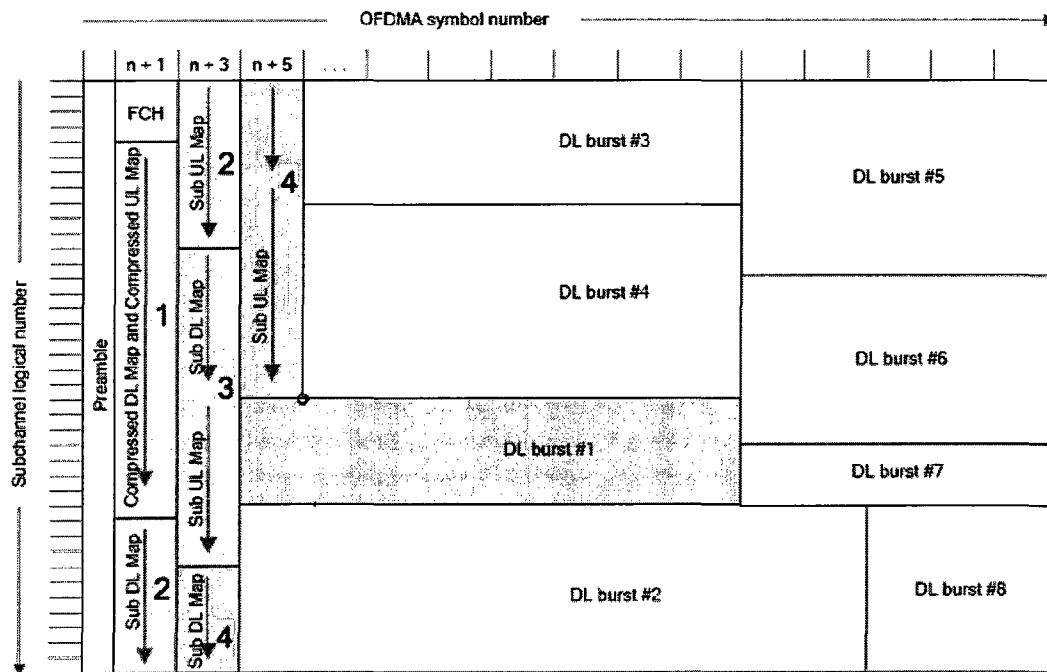 OFDMA symbol number
n + 1 n + 3 n + 5 . . .
Subchannel logical number
Preamble
FCH
Compressed DL Map and Compressed UL Map
1
Sub DL Map
2
Sub UL Map
2
Sub DL Map
3
Sub UL Map
Sub DL Map
4
Sub UL Map
4
DL burst #3
DL burst #5
DL burst #4
DL burst #6
DL burst #1
DL burst #7
DL burst #2
DL burst #8